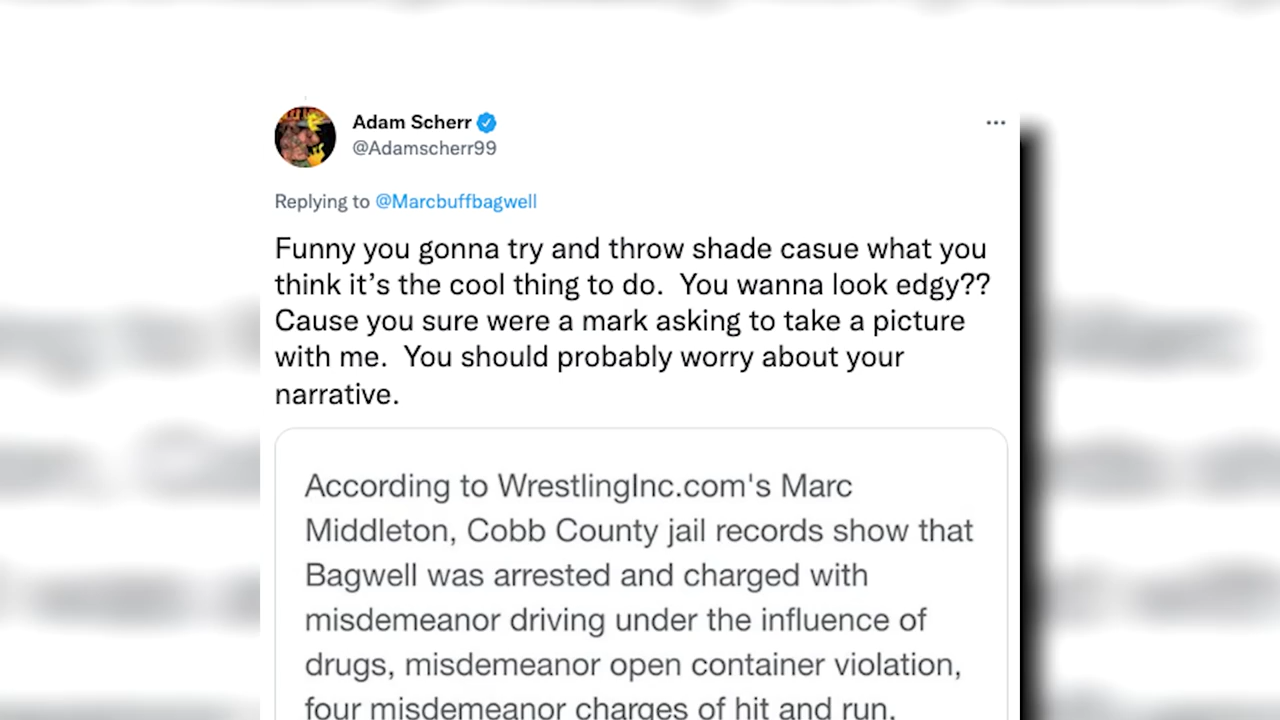 Adam Scherr
@Adamscherr99
Replying to @Marcbuffbagwell
Funny you gonna try and throw shade casue what you
think it’s the cool thing to do.  You wanna look edgy??
Cause you sure were a mark asking to take a picture
with me.  You should probably worry about your
narrative.
According to WrestlingInc.com's Marc
Middleton, Cobb County jail records show that
Bagwell was arrested and charged with
misdemeanor driving under the influence of
drugs, misdemeanor open container violation,
four misdemeanor charges of hit and run,